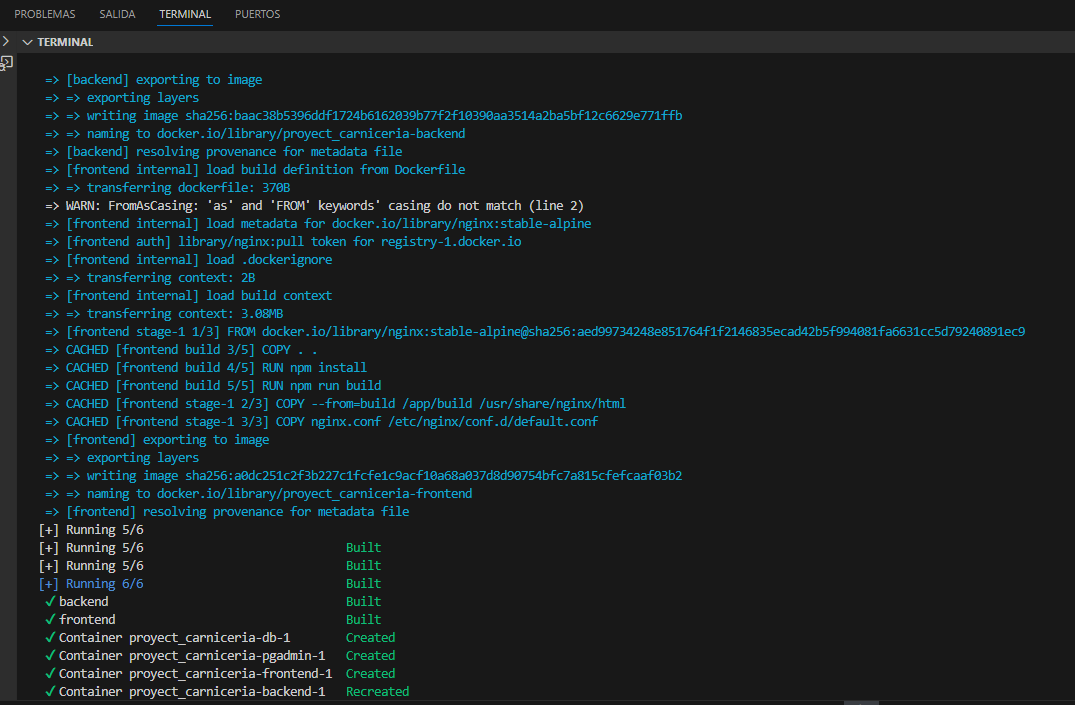 PROBLEMAS SALIDA TERMINAL PUERTOS
TERMINAL
=> [backend] exporting to image
=> => exporting layers
=> => writing image sha256:baac38b5396ddf1724b6162039b77f2f10390aa3514a2ba5bf12c6629e771ffb
=> => naming to docker.io/library/proyect_carniceria-backend
=> [backend] resolving provenance for metadata file
=> [frontend internal] load build definition from Dockerfile
=> => transferring dockerfile: 370B
=> WARN: FromAsCasing: 'as' and 'FROM' keywords' casing do not match (line 2)
=> [frontend internal] load metadata for docker.io/library/nginx:stable-alpine
=> [frontend auth] library/nginx:pull token for registry-1.docker.io
=> [frontend internal] load .dockerignore
=> => transferring context: 2B
=> [frontend internal] load build context
=> => transferring context: 3.08MB
=> [frontend stage-1 1/3] FROM docker.io/library/nginx:stable-alpine@sha256:aed99734248e851764f1f2146835ecad42b5f994081fa6631cc5d79240891ec9
=> CACHED [frontend build 3/5] COPY . .
=> CACHED [frontend build 4/5] RUN npm install
=> CACHED [frontend build 5/5] RUN npm run build
=> CACHED [frontend stage-1 2/3] COPY --from=build /app/build /usr/share/nginx/html
=> CACHED [frontend stage-1 3/3] COPY nginx.conf /etc/nginx/conf.d/default.conf
=> [frontend] exporting to image
=> => exporting layers
=> => writing image sha256:a0dc251c2f3b227c1fcfe1c9acf10a68a037d8d90754bfc7a815cfefcaaf03b2
=> => naming to docker.io/library/proyect_carniceria-frontend
=> [frontend] resolving provenance for metadata file
[+] Running 5/6
[+] Running 5/6 Built
[+] Running 5/6 Built
[+] Running 6/6 Built
✓ backend Built
✓ frontend Built
✓ Container proyect_carniceria-db-1 Created
✓ Container proyect_carniceria-pgadmin-1 Created
✓ Container proyect_carniceria-frontend-1 Created
✓ Container proyect_carniceria-backend-1 Recreated